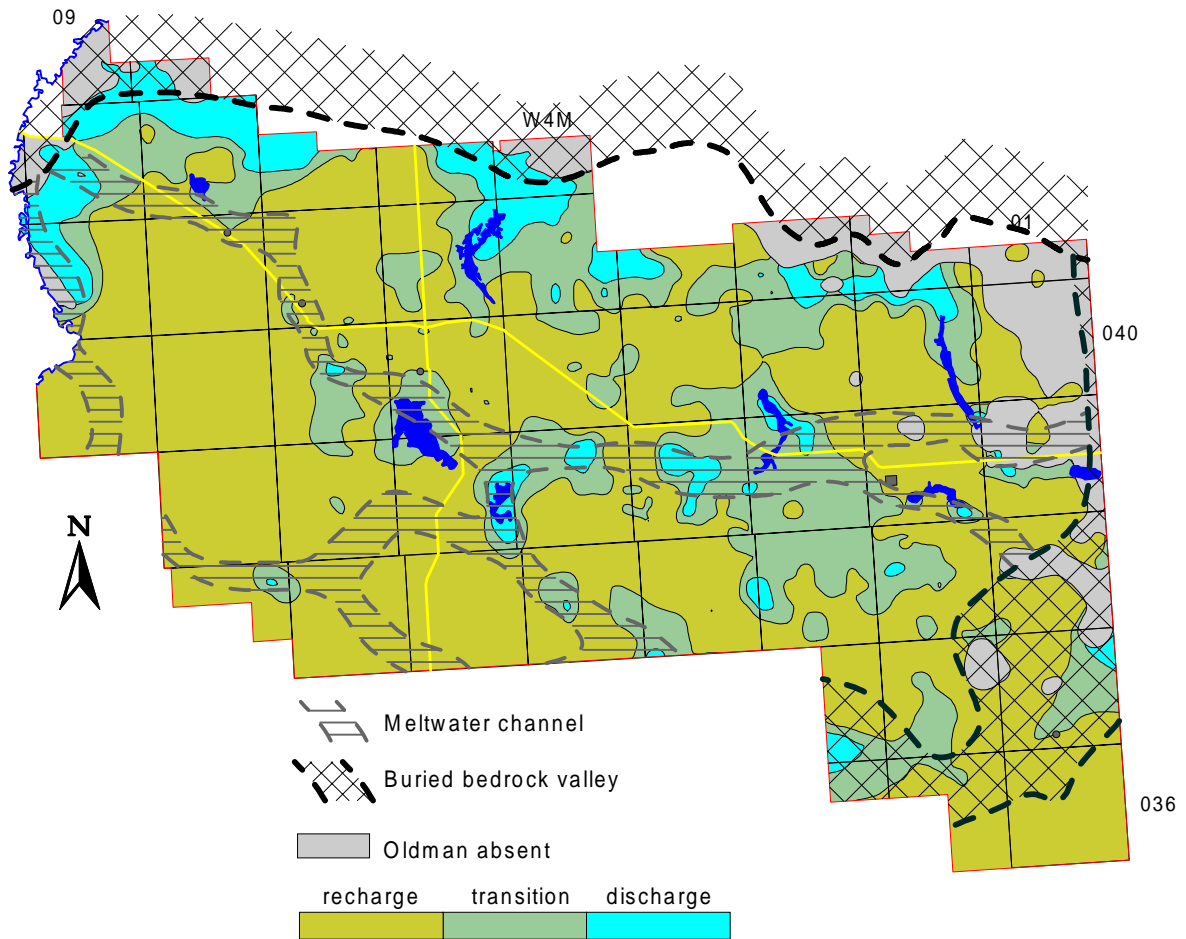 09
W4M
01
040
N
Meltwater channel
Buried bedrock valley
036
Oldman absent
recharge transition discharge